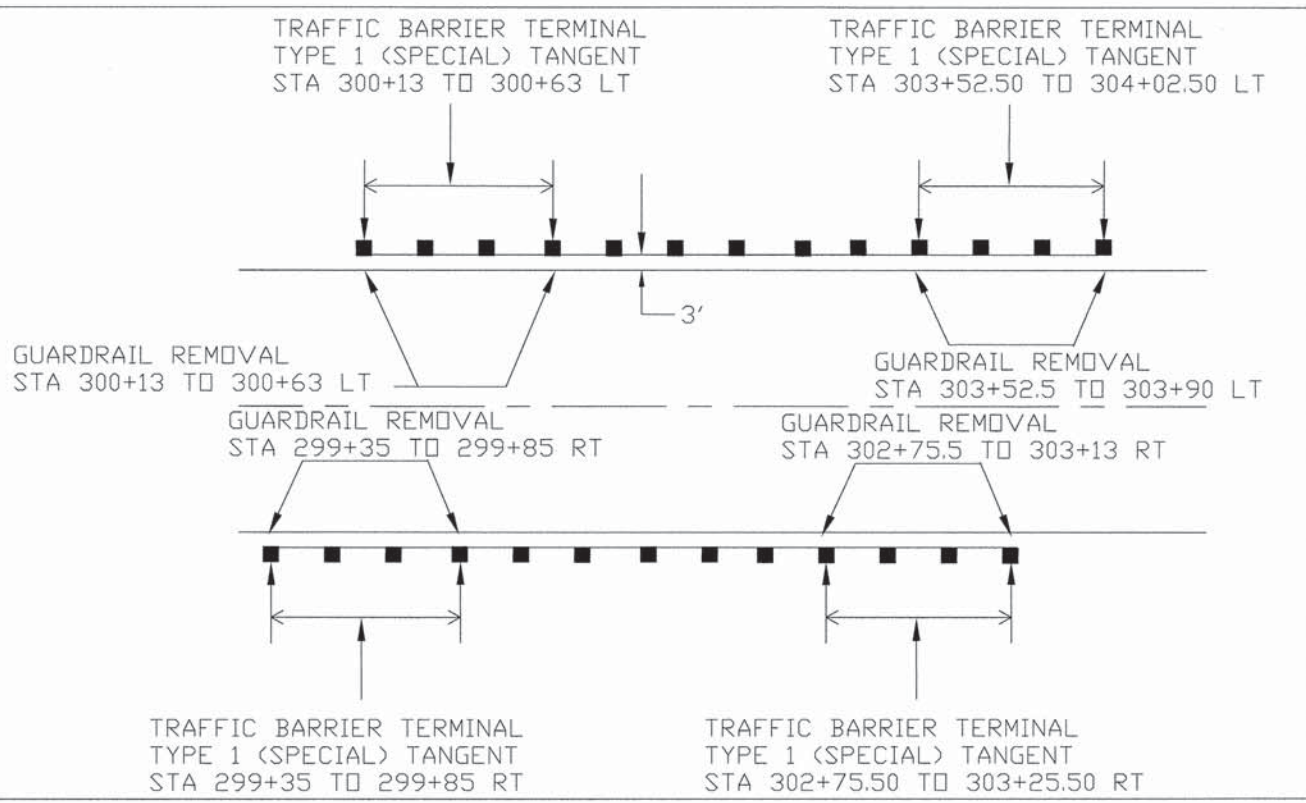 TRAFFIC BARRIER TERMINAL
TYPE 1 (SPECIAL) TANGENT
STA 300+13 TO 300+63 LT
TRAFFIC BARRIER TERMINAL
TYPE 1 (SPECIAL) TANGENT
STA 303+52.50 TO 304+02.50 LT
3'
GUARDRAIL REMOVAL
STA 300+13 TO 300+63 LT
GUARDRAIL REMOVAL
STA 303+52.5 TO 303+90 LT
GUARDRAIL REMOVAL
STA 299+35 TO 299+85 RT
GUARDRAIL REMOVAL
STA 302+75.5 TO 303+13 RT
TRAFFIC BARRIER TERMINAL
TYPE 1 (SPECIAL) TANGENT
STA 299+35 TO 299+85 RT
TRAFFIC BARRIER TERMINAL
TYPE 1 (SPECIAL) TANGENT
STA 302+75.50 TO 303+25.50 RT